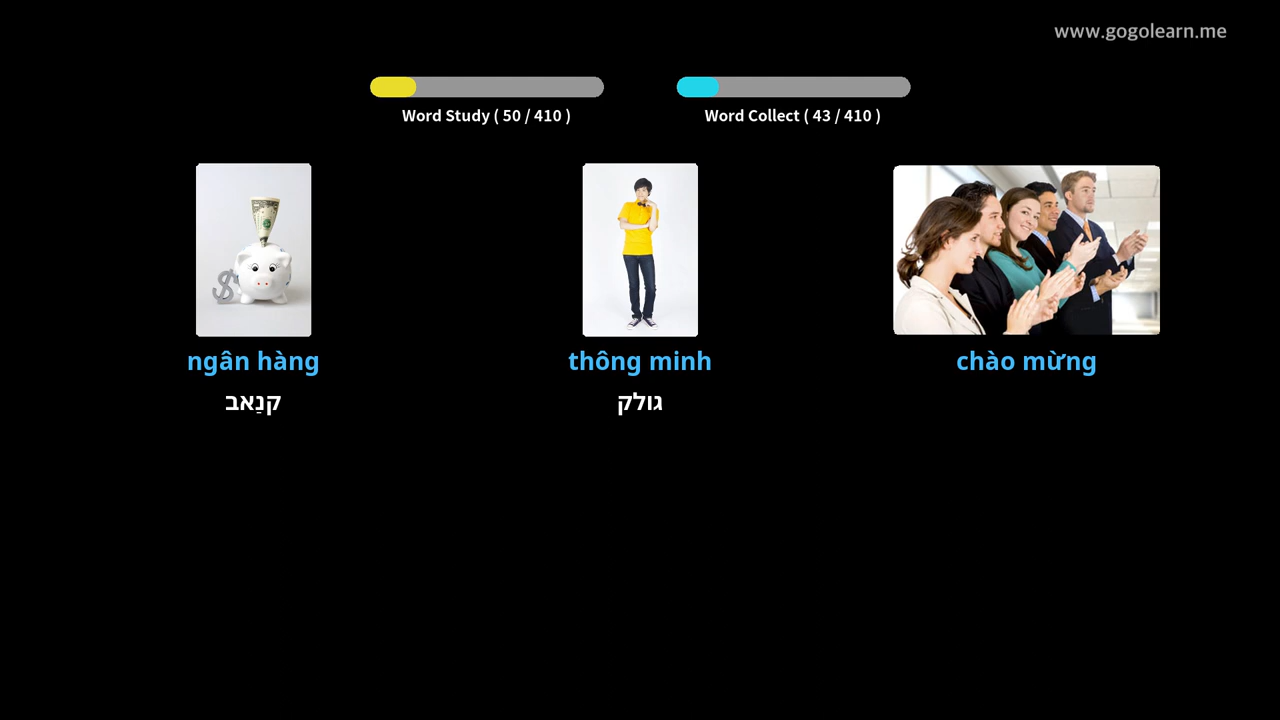 www.gogolearn.me
Word Study ( 50 / 410 )
Word Collect ( 43 / 410 )
ngân hàng
קנַאב
thông minh
גולק
chào mừng